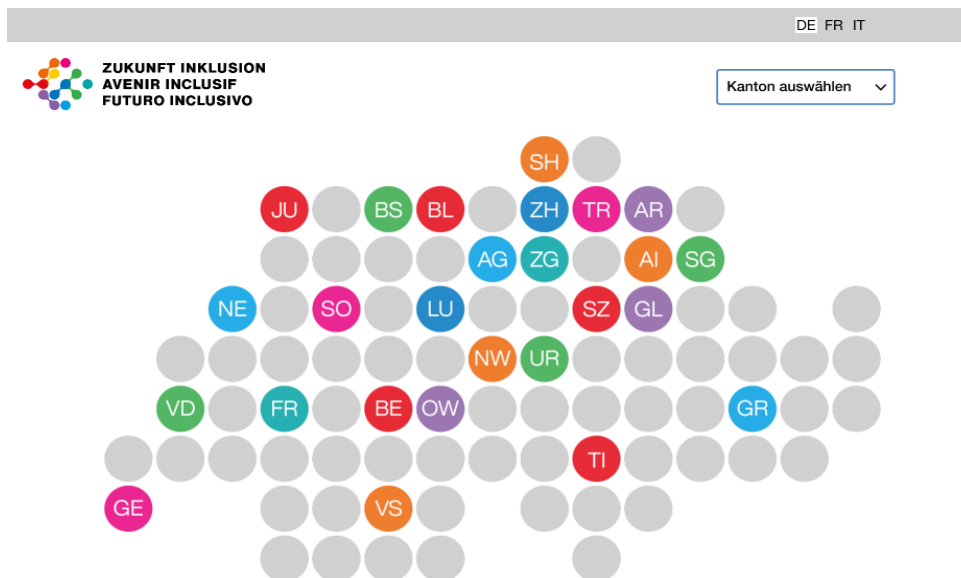 DE FR IT
ZUKUNFT INKLUSION
AVENIR INCLUSIF
FUTURO INCLUSIVO
Kanton auswählen
SH
JU BS BL ZH TR AR
AG ZG AI SG
NE SO LU SZ GL
NW UR
VD FR BE OW GR
TI
GE VS